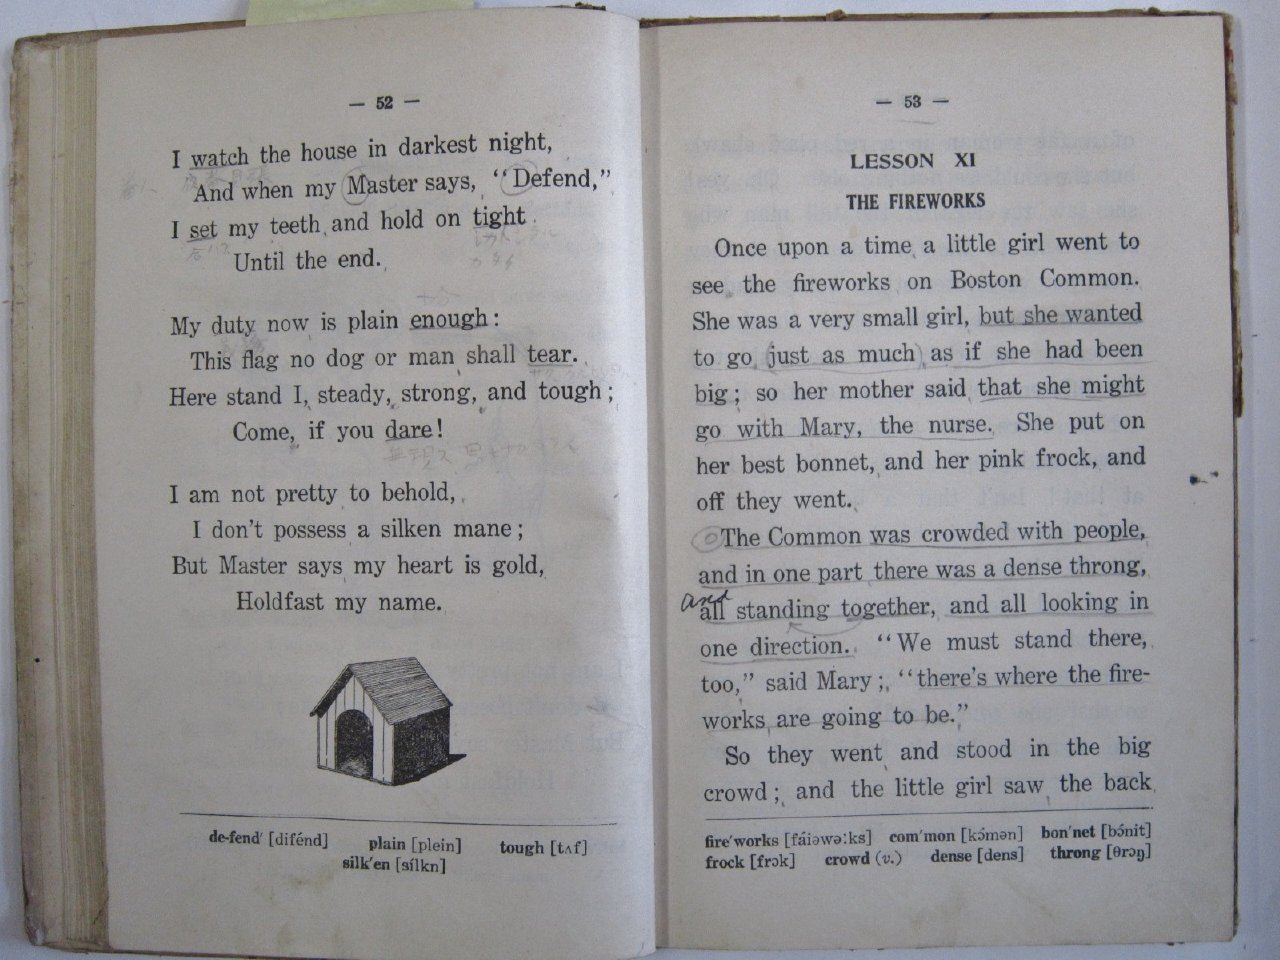 — 52 —
I watch the house in darkest night,
And when my Master says, “Defend,”
I set my teeth and hold on tight
Until the end.
My duty now is plain enough:
This flag no dog or man shall tear.
Here stand I, steady, strong, and tough;
Come, if you dare!
I am not pretty to behold,
I don't possess a silken mane;
But Master says my heart is gold,
Holdfast my name.
de-fend′ [difénd] plain [plein] tough [tʌf]
silk′en [sílkn]
— 53 —
LESSON XI
THE FIREWORKS
Once upon a time a little girl went to
see the fireworks on Boston Common.
She was a very small girl, but she wanted
to go (just as much) as if she had been
big; so her mother said that she might
go with Mary, the nurse. She put on
her best bonnet, and her pink frock, and
off they went.
The Common was crowded with people,
and in one part there was a dense throng,
and
all standing together, and all looking in
one direction. “We must stand there,
too,” said Mary; “there's where the fire-
works are going to be.”
So they went and stood in the big
crowd; and the little girl saw the back
fire′works [fáiəwəːks] com′mon [kɔ́mən] bon′net [bɔ́nit]
frock [frɔk] crowd (v.) dense [dens] throng [θrɔŋ]